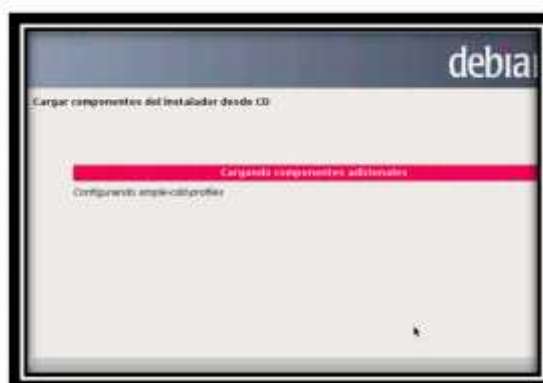 debia
Cargar componentes del instalador desde CD
Cargando componentes adicionales
Configurando simple-cdd-profiles